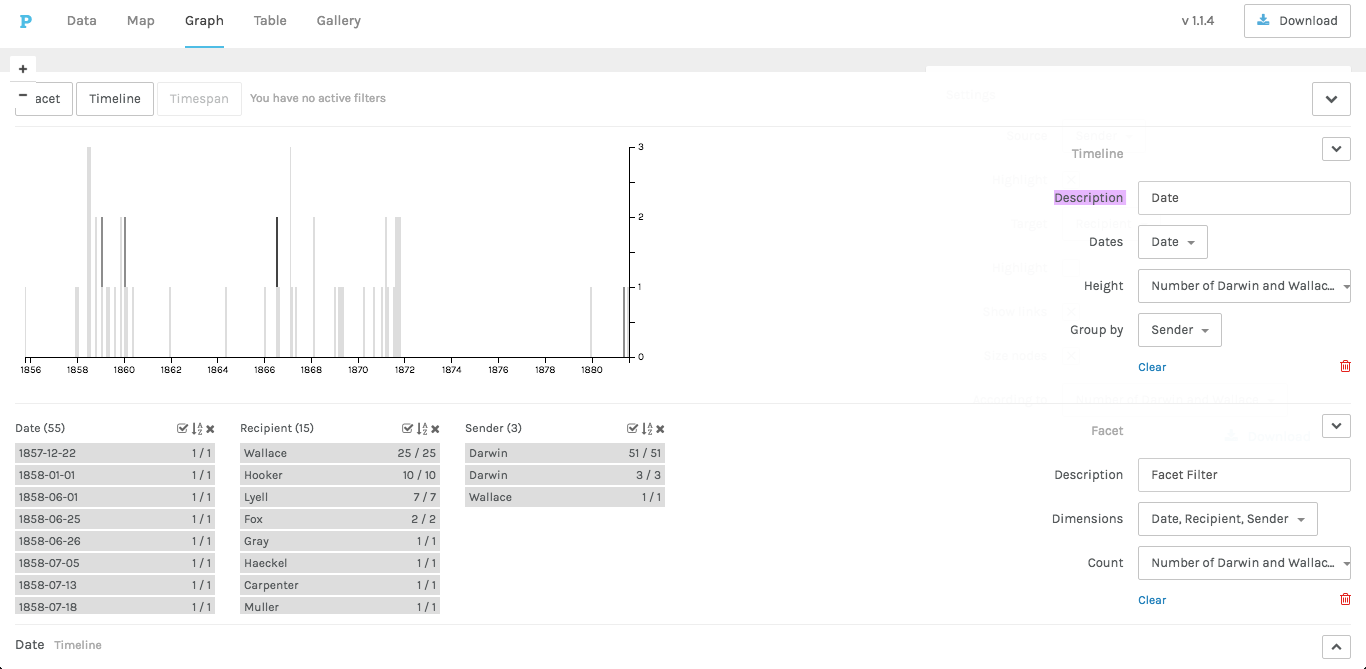 P Data Map Graph Table Gallery v 1.1.4 Download
+
− acet Timeline Timespan You have no active filters
Timeline
3
2
1
0
1856 1858 1860 1862 1864 1866 1868 1870 1872 1874 1876 1878 1880
Description Date
Dates Date
Height Number of Darwin and Wallac...
Group by Sender
Clear
Date (55) Recipient (15) Sender (3)
1857-12-22 1 / 1 Wallace 25 / 25 Darwin 51 / 51
1858-01-01 1 / 1 Hooker 10 / 10 Darwin 3 / 3
1858-06-01 1 / 1 Lyell 7 / 7 Wallace 1 / 1
1858-06-25 1 / 1 Fox 2 / 2
1858-06-26 1 / 1 Gray 1 / 1
1858-07-05 1 / 1 Haeckel 1 / 1
1858-07-13 1 / 1 Carpenter 1 / 1
1858-07-18 1 / 1 Muller 1 / 1
Facet
Description Facet Filter
Dimensions Date, Recipient, Sender
Count Number of Darwin and Wallac...
Clear
Date Timeline